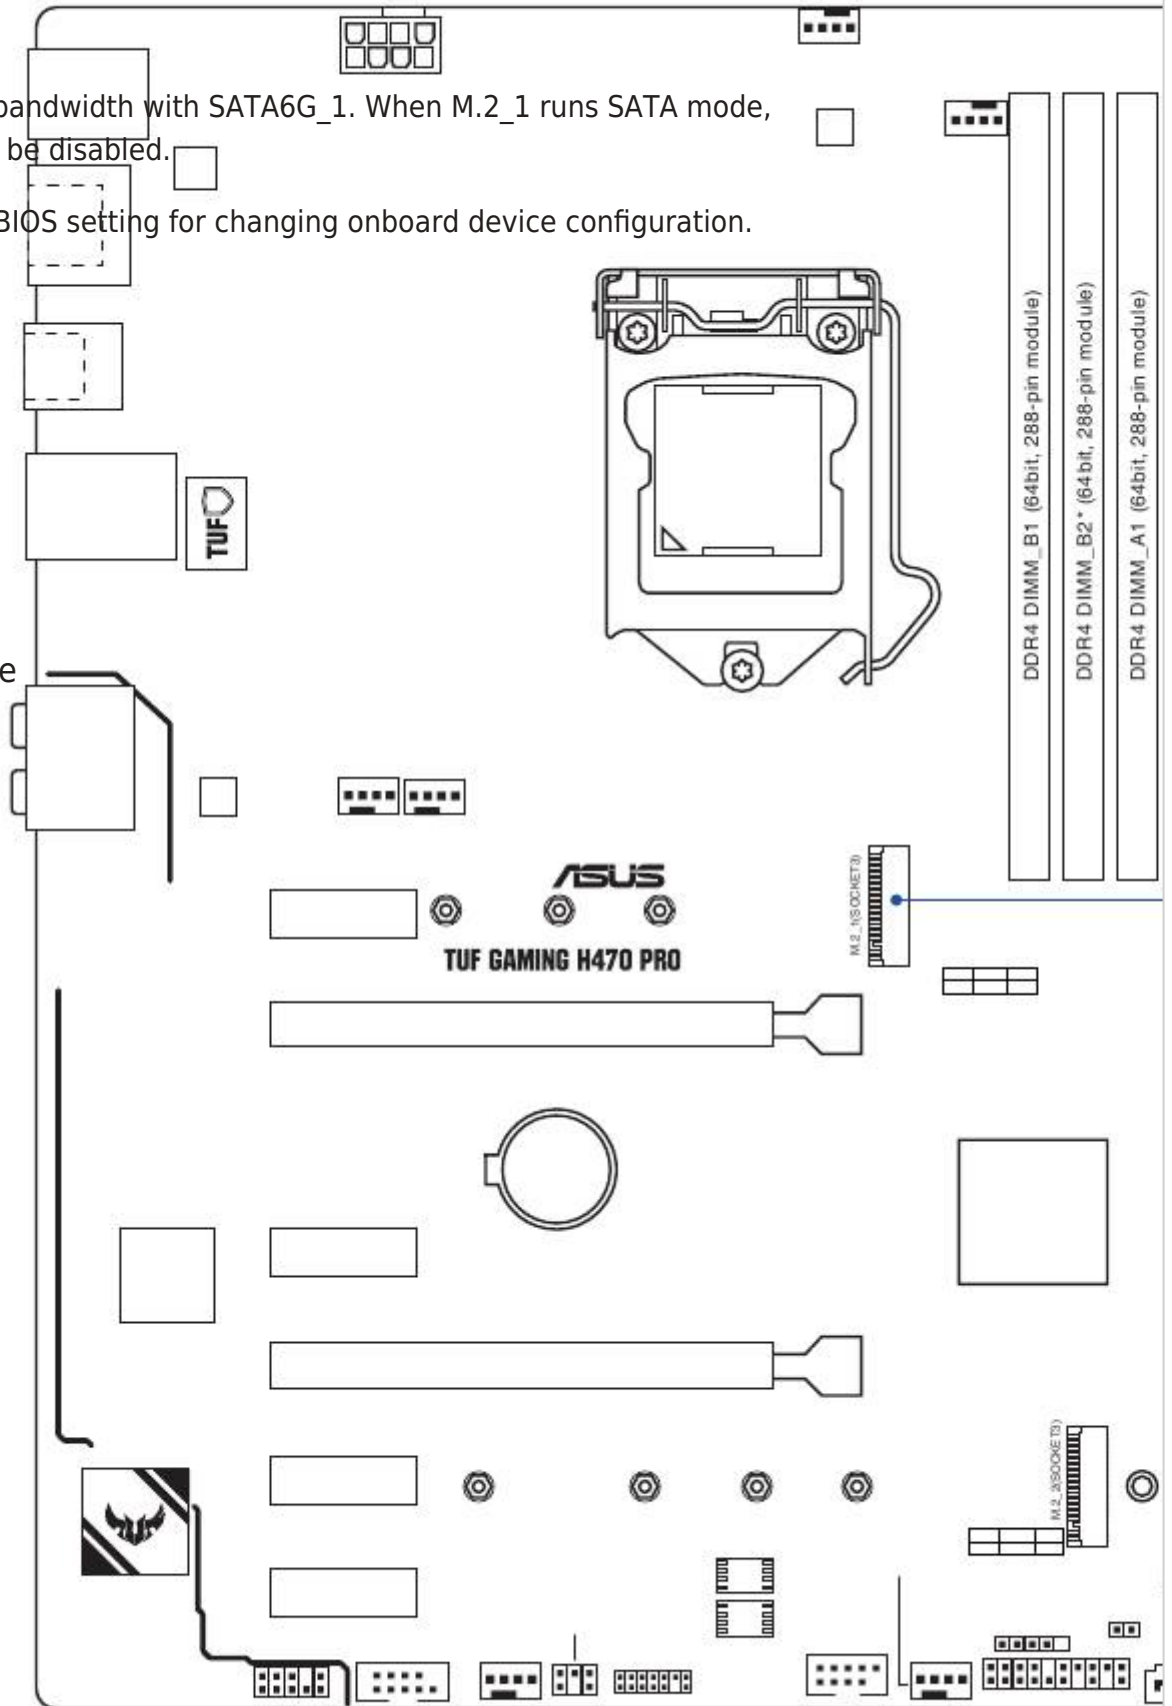 bandwidth with SATA6G_1. When M.2_1 runs SATA mode,
be disabled.
BIOS setting for changing onboard device configuration.
DDR4 DIMM_B1 (64bit, 288-pin module)
DDR4 DIMM_B2* (64bit, 288-pin module)
DDR4 DIMM_A1 (64bit, 288-pin module)
TUF
e
M.2_1(SOCKET3)
ASUS
TUF GAMING H470 PRO
M.2_2(SOCKET3)